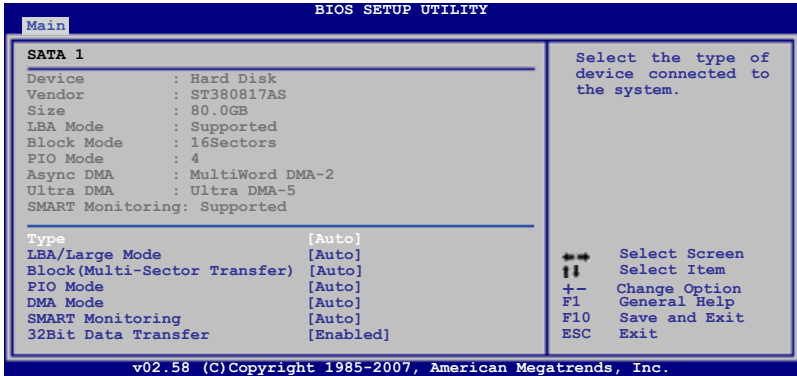 BIOS SETUP UTILITY
Main
SATA 1
Device : Hard Disk
Vendor : ST380817AS
Size : 80.0GB
LBA Mode : Supported
Block Mode : 16Sectors
PIO Mode : 4
Async DMA : MultiWord DMA-2
Ultra DMA : Ultra DMA-5
SMART Monitoring: Supported
Type [Auto]
LBA/Large Mode [Auto]
Block(Multi-Sector Transfer) [Auto]
PIO Mode [Auto]
DMA Mode [Auto]
SMART Monitoring [Auto]
32Bit Data Transfer [Enabled]
Select the type of
device connected to
the system.
Select Screen
Select Item
+- Change Option
F1 General Help
F10 Save and Exit
ESC Exit
v02.58 (C)Copyright 1985-2007, American Megatrends, Inc.